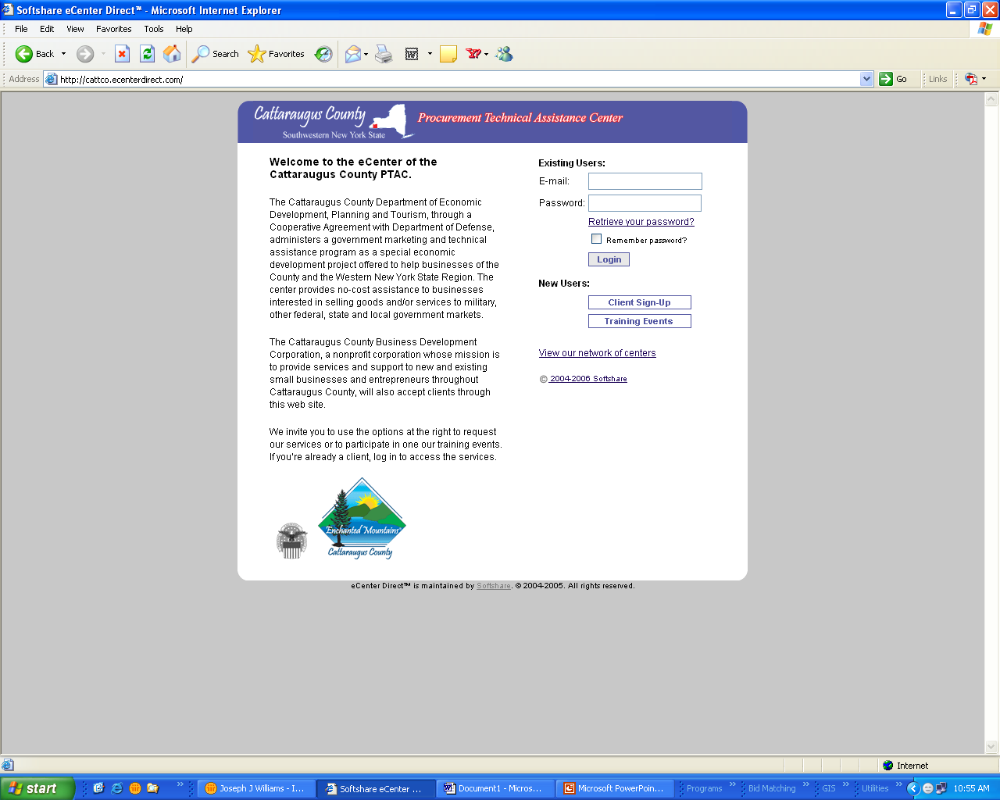 Softshare eCenter Direct™ - Microsoft Internet Explorer
File Edit View Favorites Tools Help
Back Search Favorites
Address http://cattco.ecenterdirect.com/ Go Links
Cattaraugus County
Southwestern New York State
Procurement Technical Assistance Center
Welcome to the eCenter of the
Cattaraugus County PTAC.
The Cattaraugus County Department of Economic
Development, Planning and Tourism, through a
Cooperative Agreement with Department of Defense,
administers a government marketing and technical
assistance program as a special economic
development project offered to help businesses of the
County and the Western New York State Region. The
center provides no-cost assistance to businesses
interested in selling goods and/or services to military,
other federal, state and local government markets.
The Cattaraugus County Business Development
Corporation, a nonprofit corporation whose mission is
to provide services and support to new and existing
small businesses and entrepreneurs throughout
Cattaraugus County, will also accept clients through
this web site.
We invite you to use the options at the right to request
our services or to participate in one our training events.
If you're already a client, log in to access the services.
Enchanted Mountains
Cattaraugus County
Existing Users:
E-mail:
Password:
Retrieve your password?
Remember password?
Login
New Users:
Client Sign-Up
Training Events
View our network of centers
© 2004-2006 Softshare
eCenter Direct™ is maintained by Softshare. © 2004-2005. All rights reserved.
Internet
start Joseph J Williams - I... Softshare eCenter ... Document1 - Micros... Microsoft PowerPoin... Programs » Bid Matching » GIS » Utilities » 10:55 AM